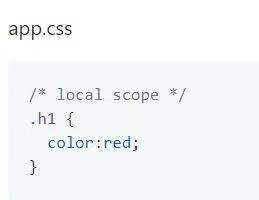 app.css
/* local scope */
.h1 {
  color:red;
}